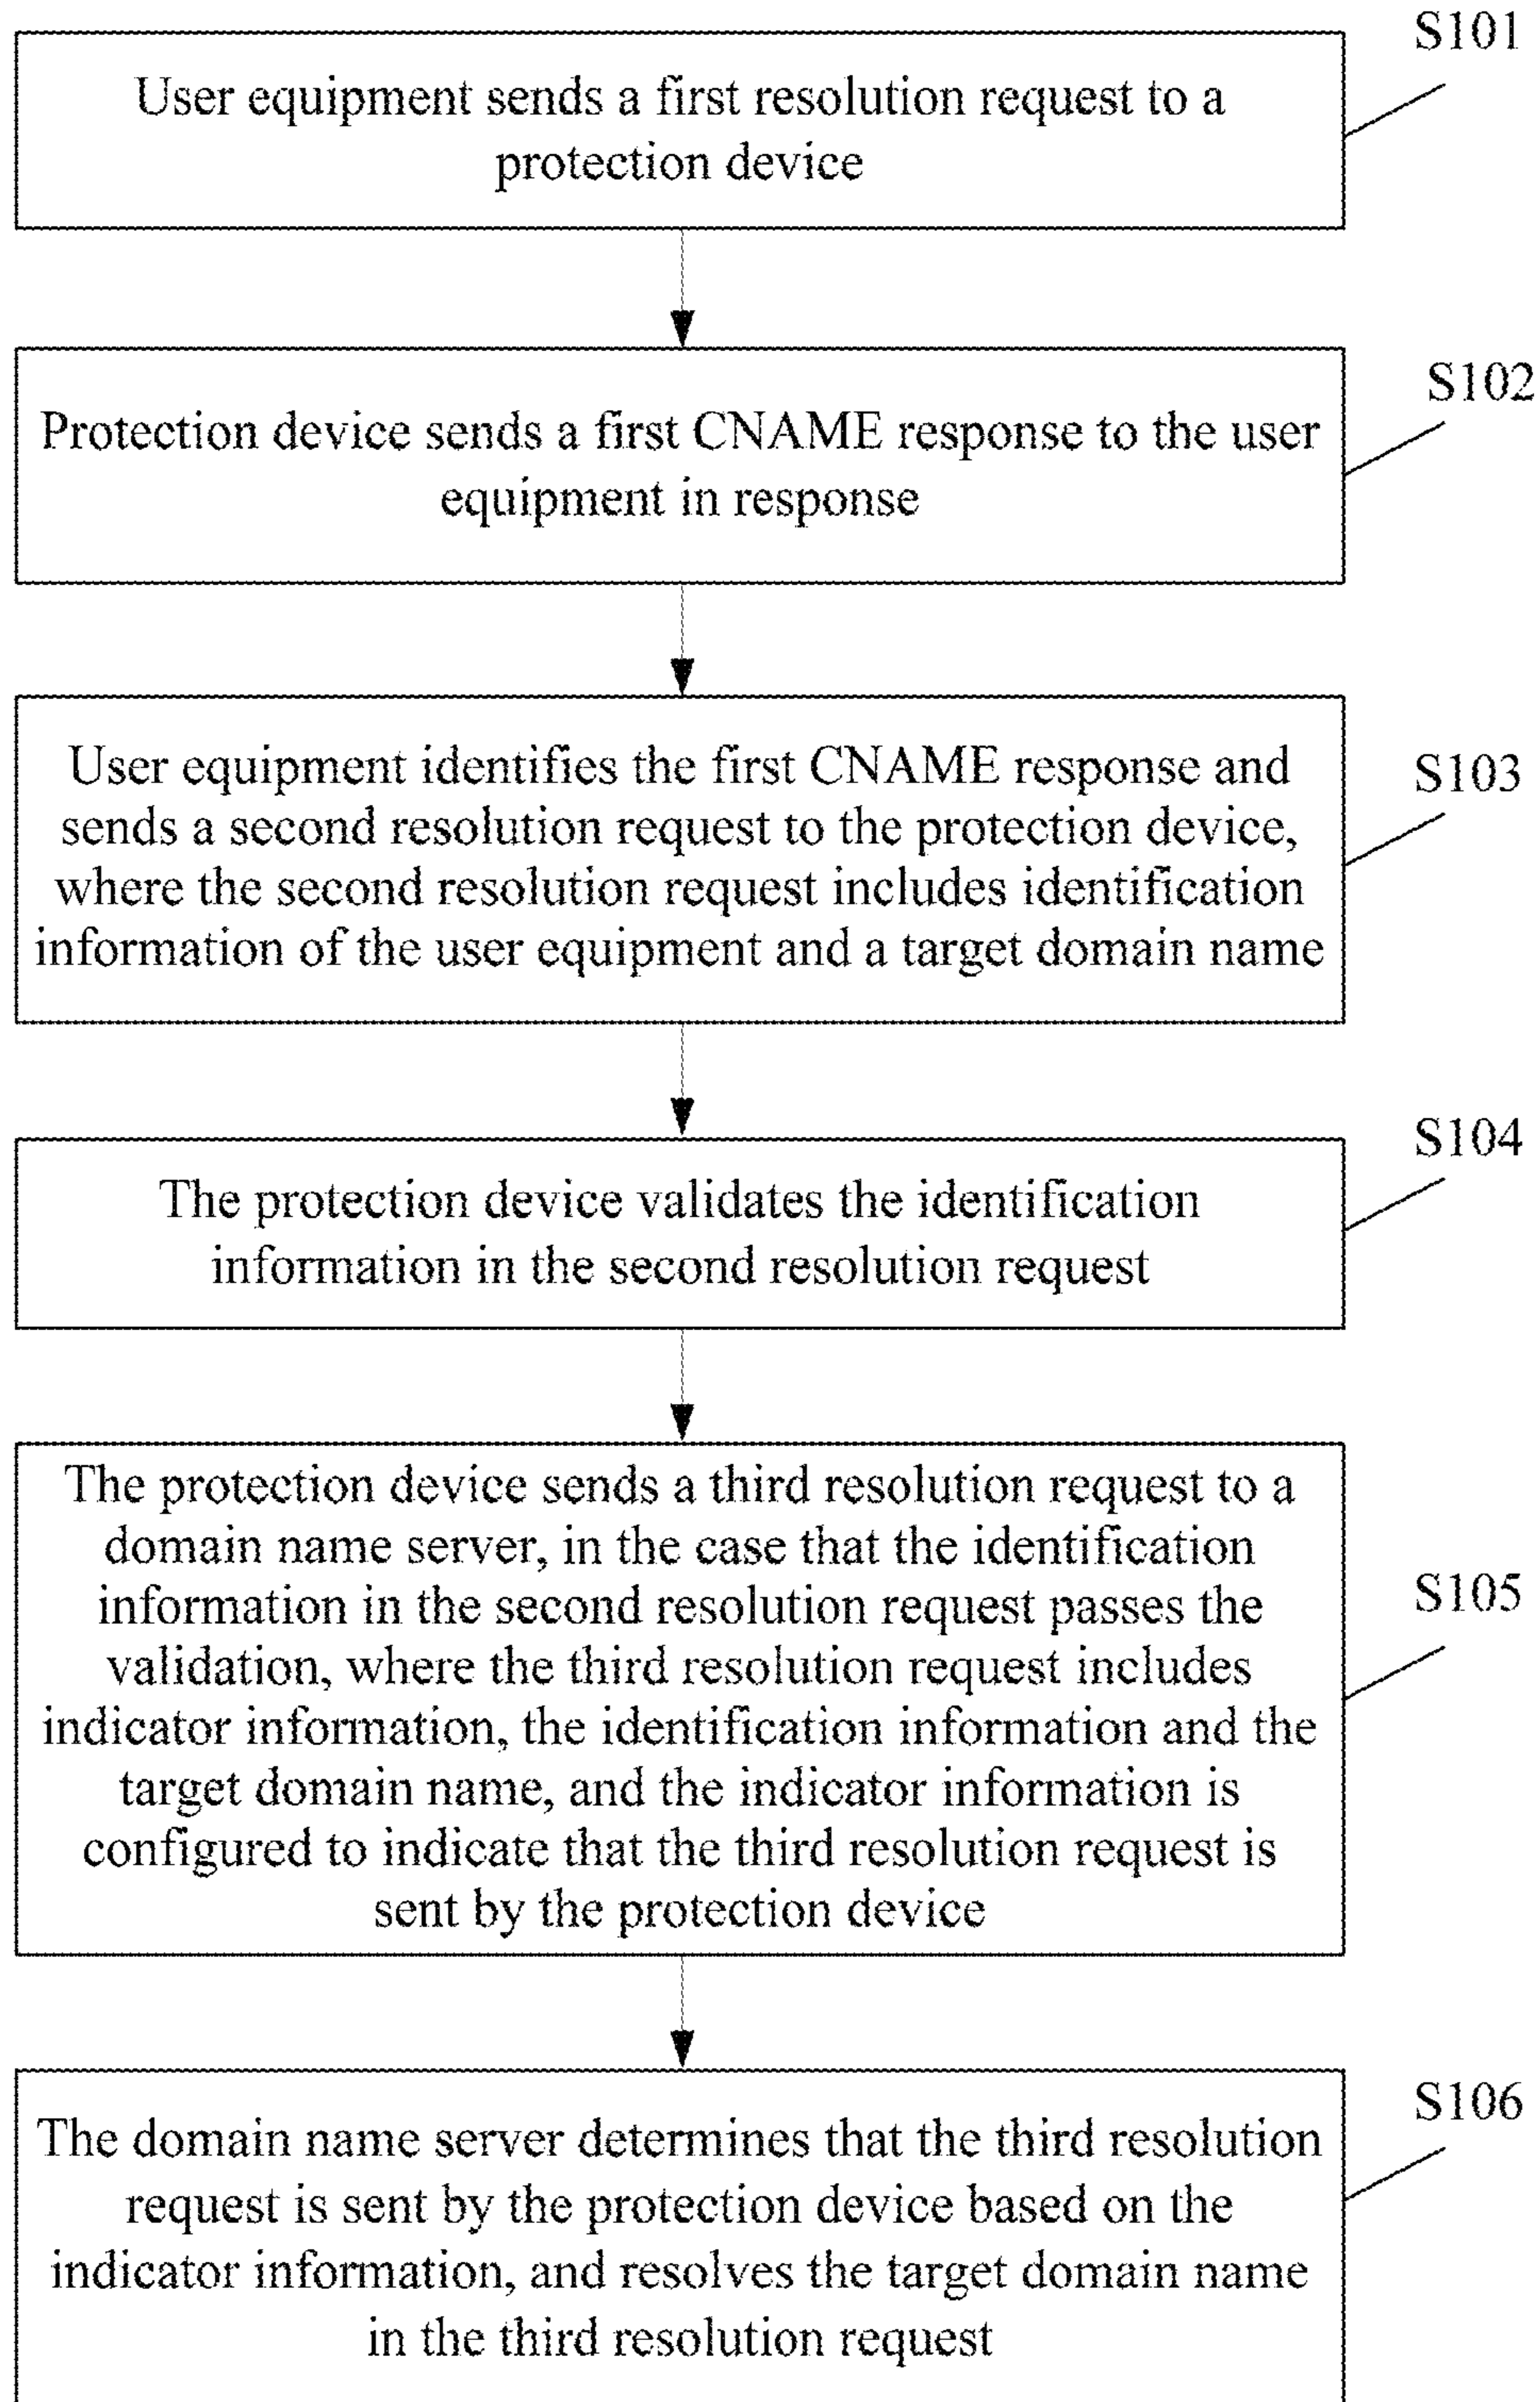 S101
User equipment sends a first resolution request to a
protection device
S102
Protection device sends a first CNAME response to the user
equipment in response
S103
User equipment identifies the first CNAME response and
sends a second resolution request to the protection device,
where the second resolution request includes identification
information of the user equipment and a target domain name
S104
The protection device validates the identification
information in the second resolution request
S105
The protection device sends a third resolution request to a
domain name server, in the case that the identification
information in the second resolution request passes the
validation, where the third resolution request includes
indicator information, the identification information and the
target domain name, and the indicator information is
configured to indicate that the third resolution request is
sent by the protection device
S106
The domain name server determines that the third resolution
request is sent by the protection device based on the
indicator information, and resolves the target domain name
in the third resolution request